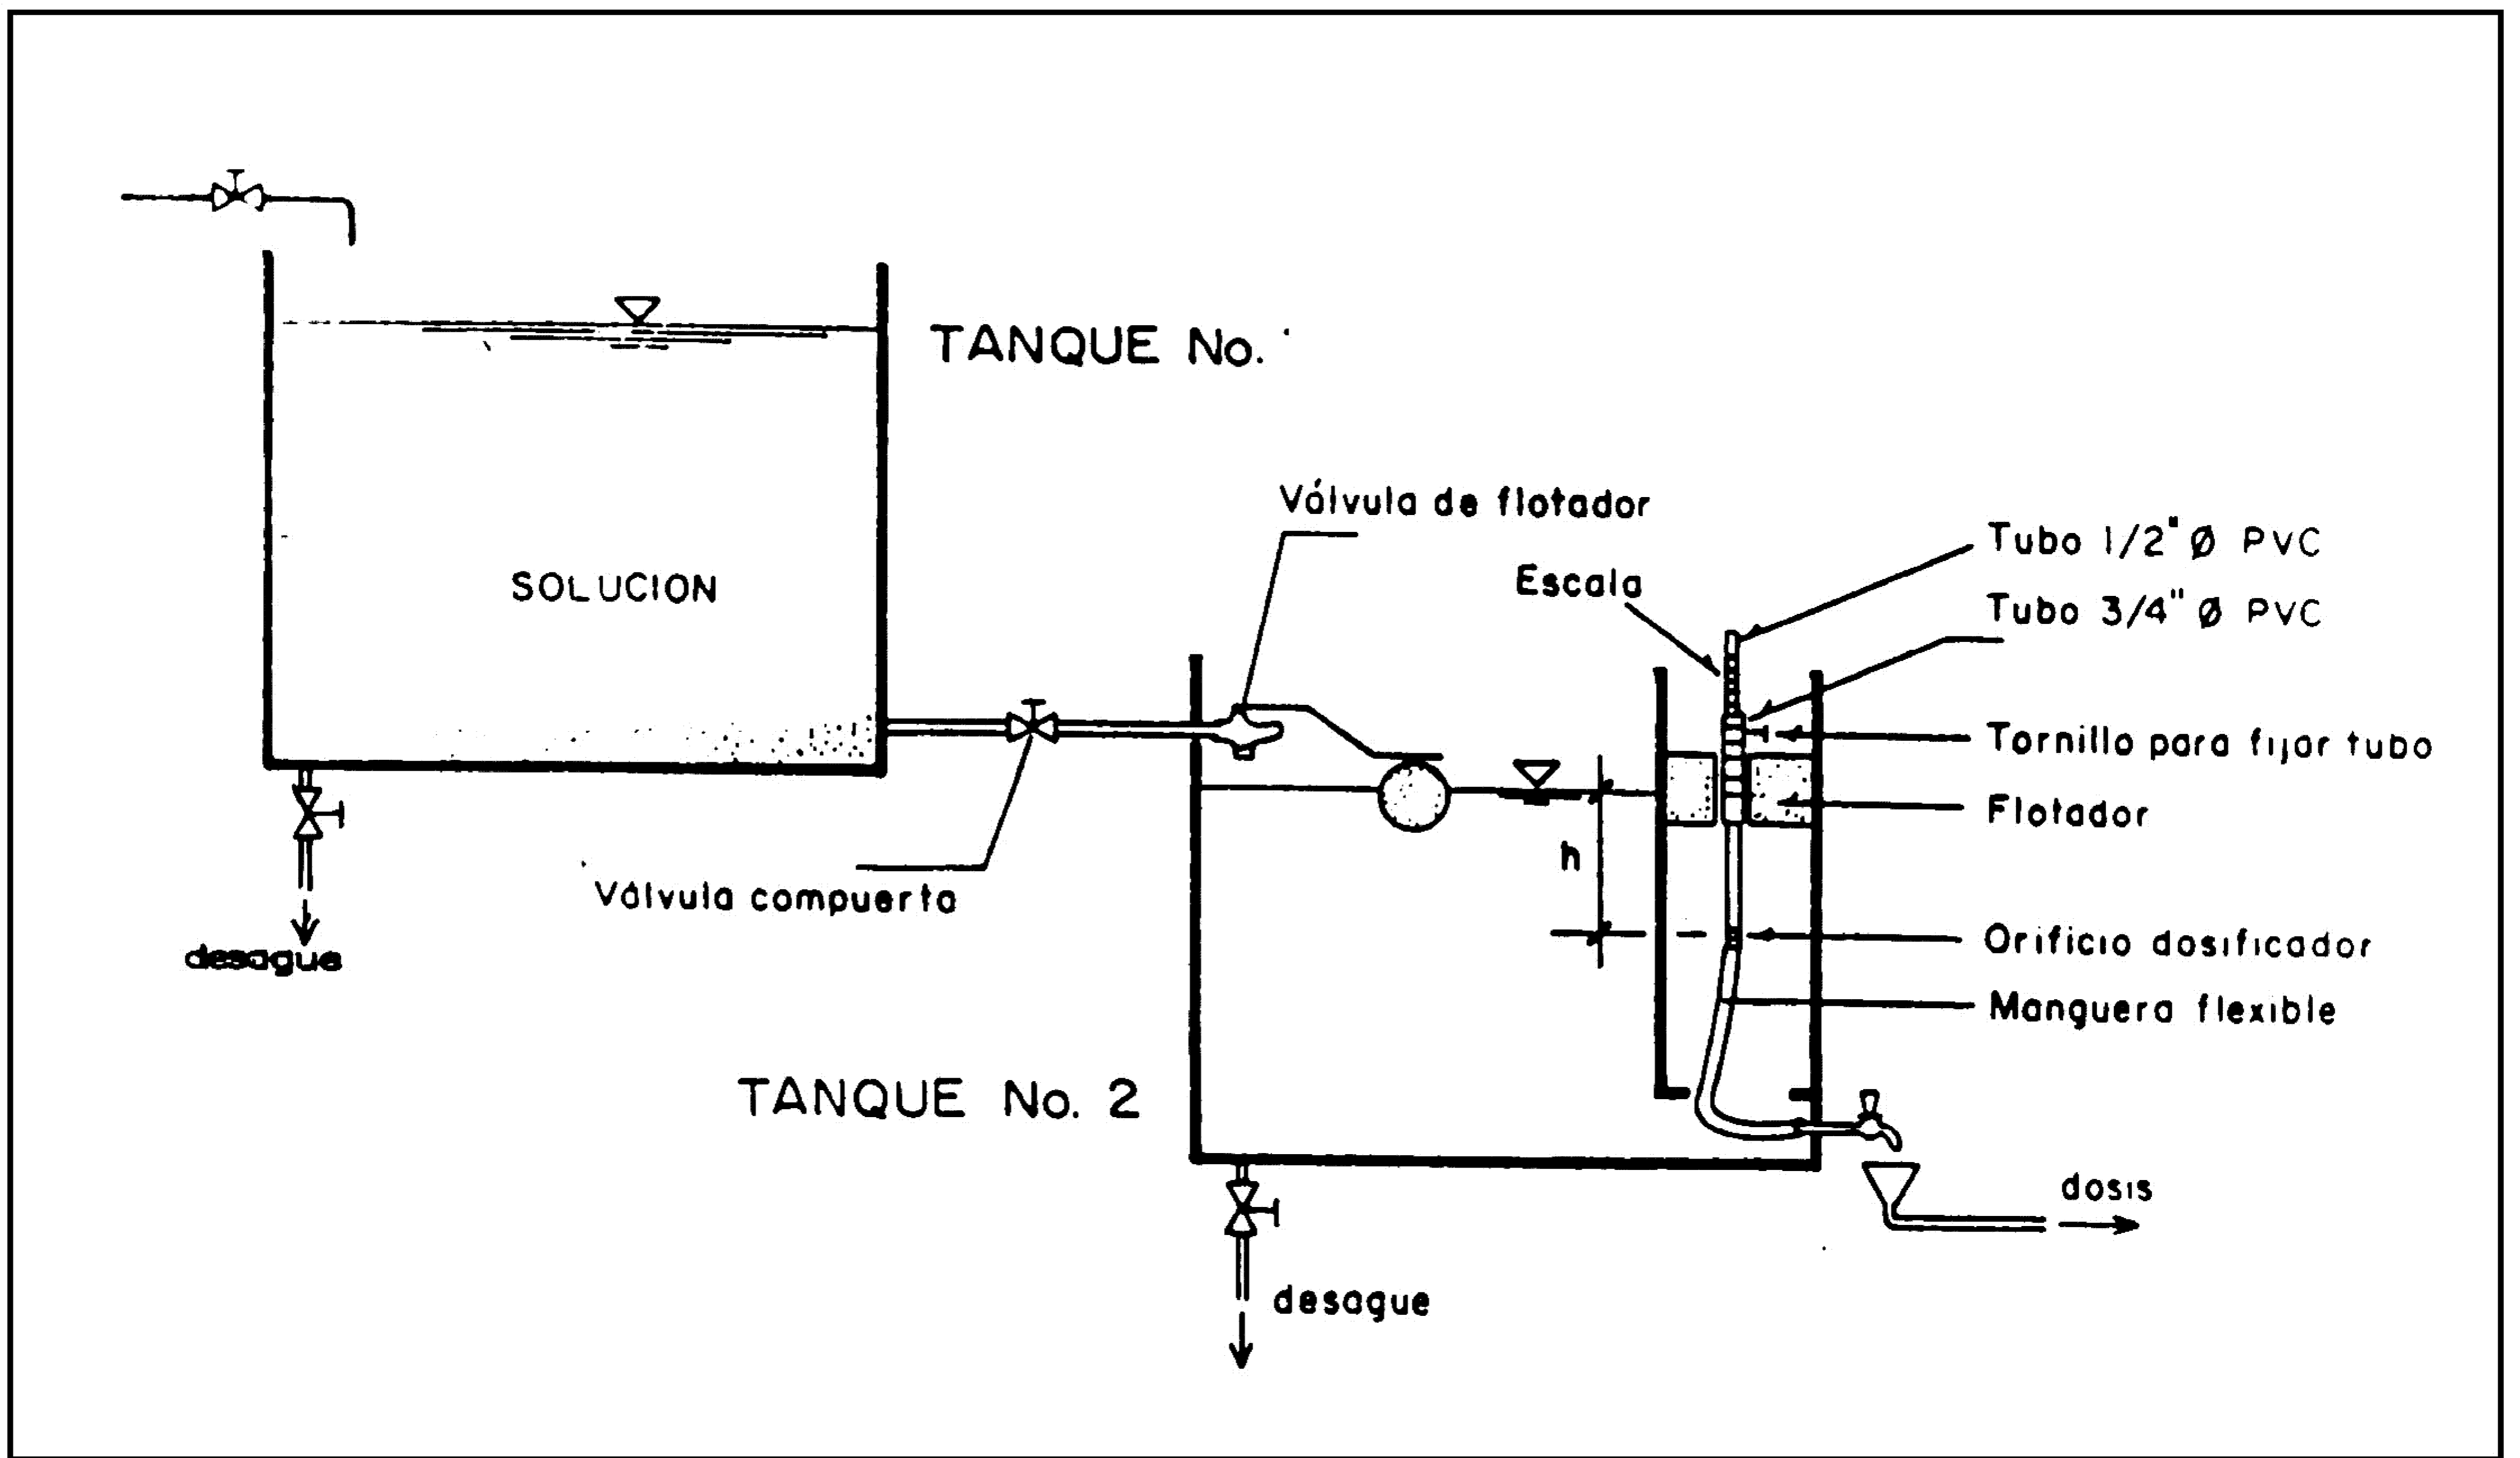 TANQUE No.
SOLUCION
Válvula de flotador
Escala
Tubo 1/2" Ø PVC
Tubo 3/4" Ø PVC
Tornillo para fijar tubo
Flotador
h
Válvula compuerta
desague
Orificio dosificador
Manguera flexible
TANQUE No. 2
dosis
desague